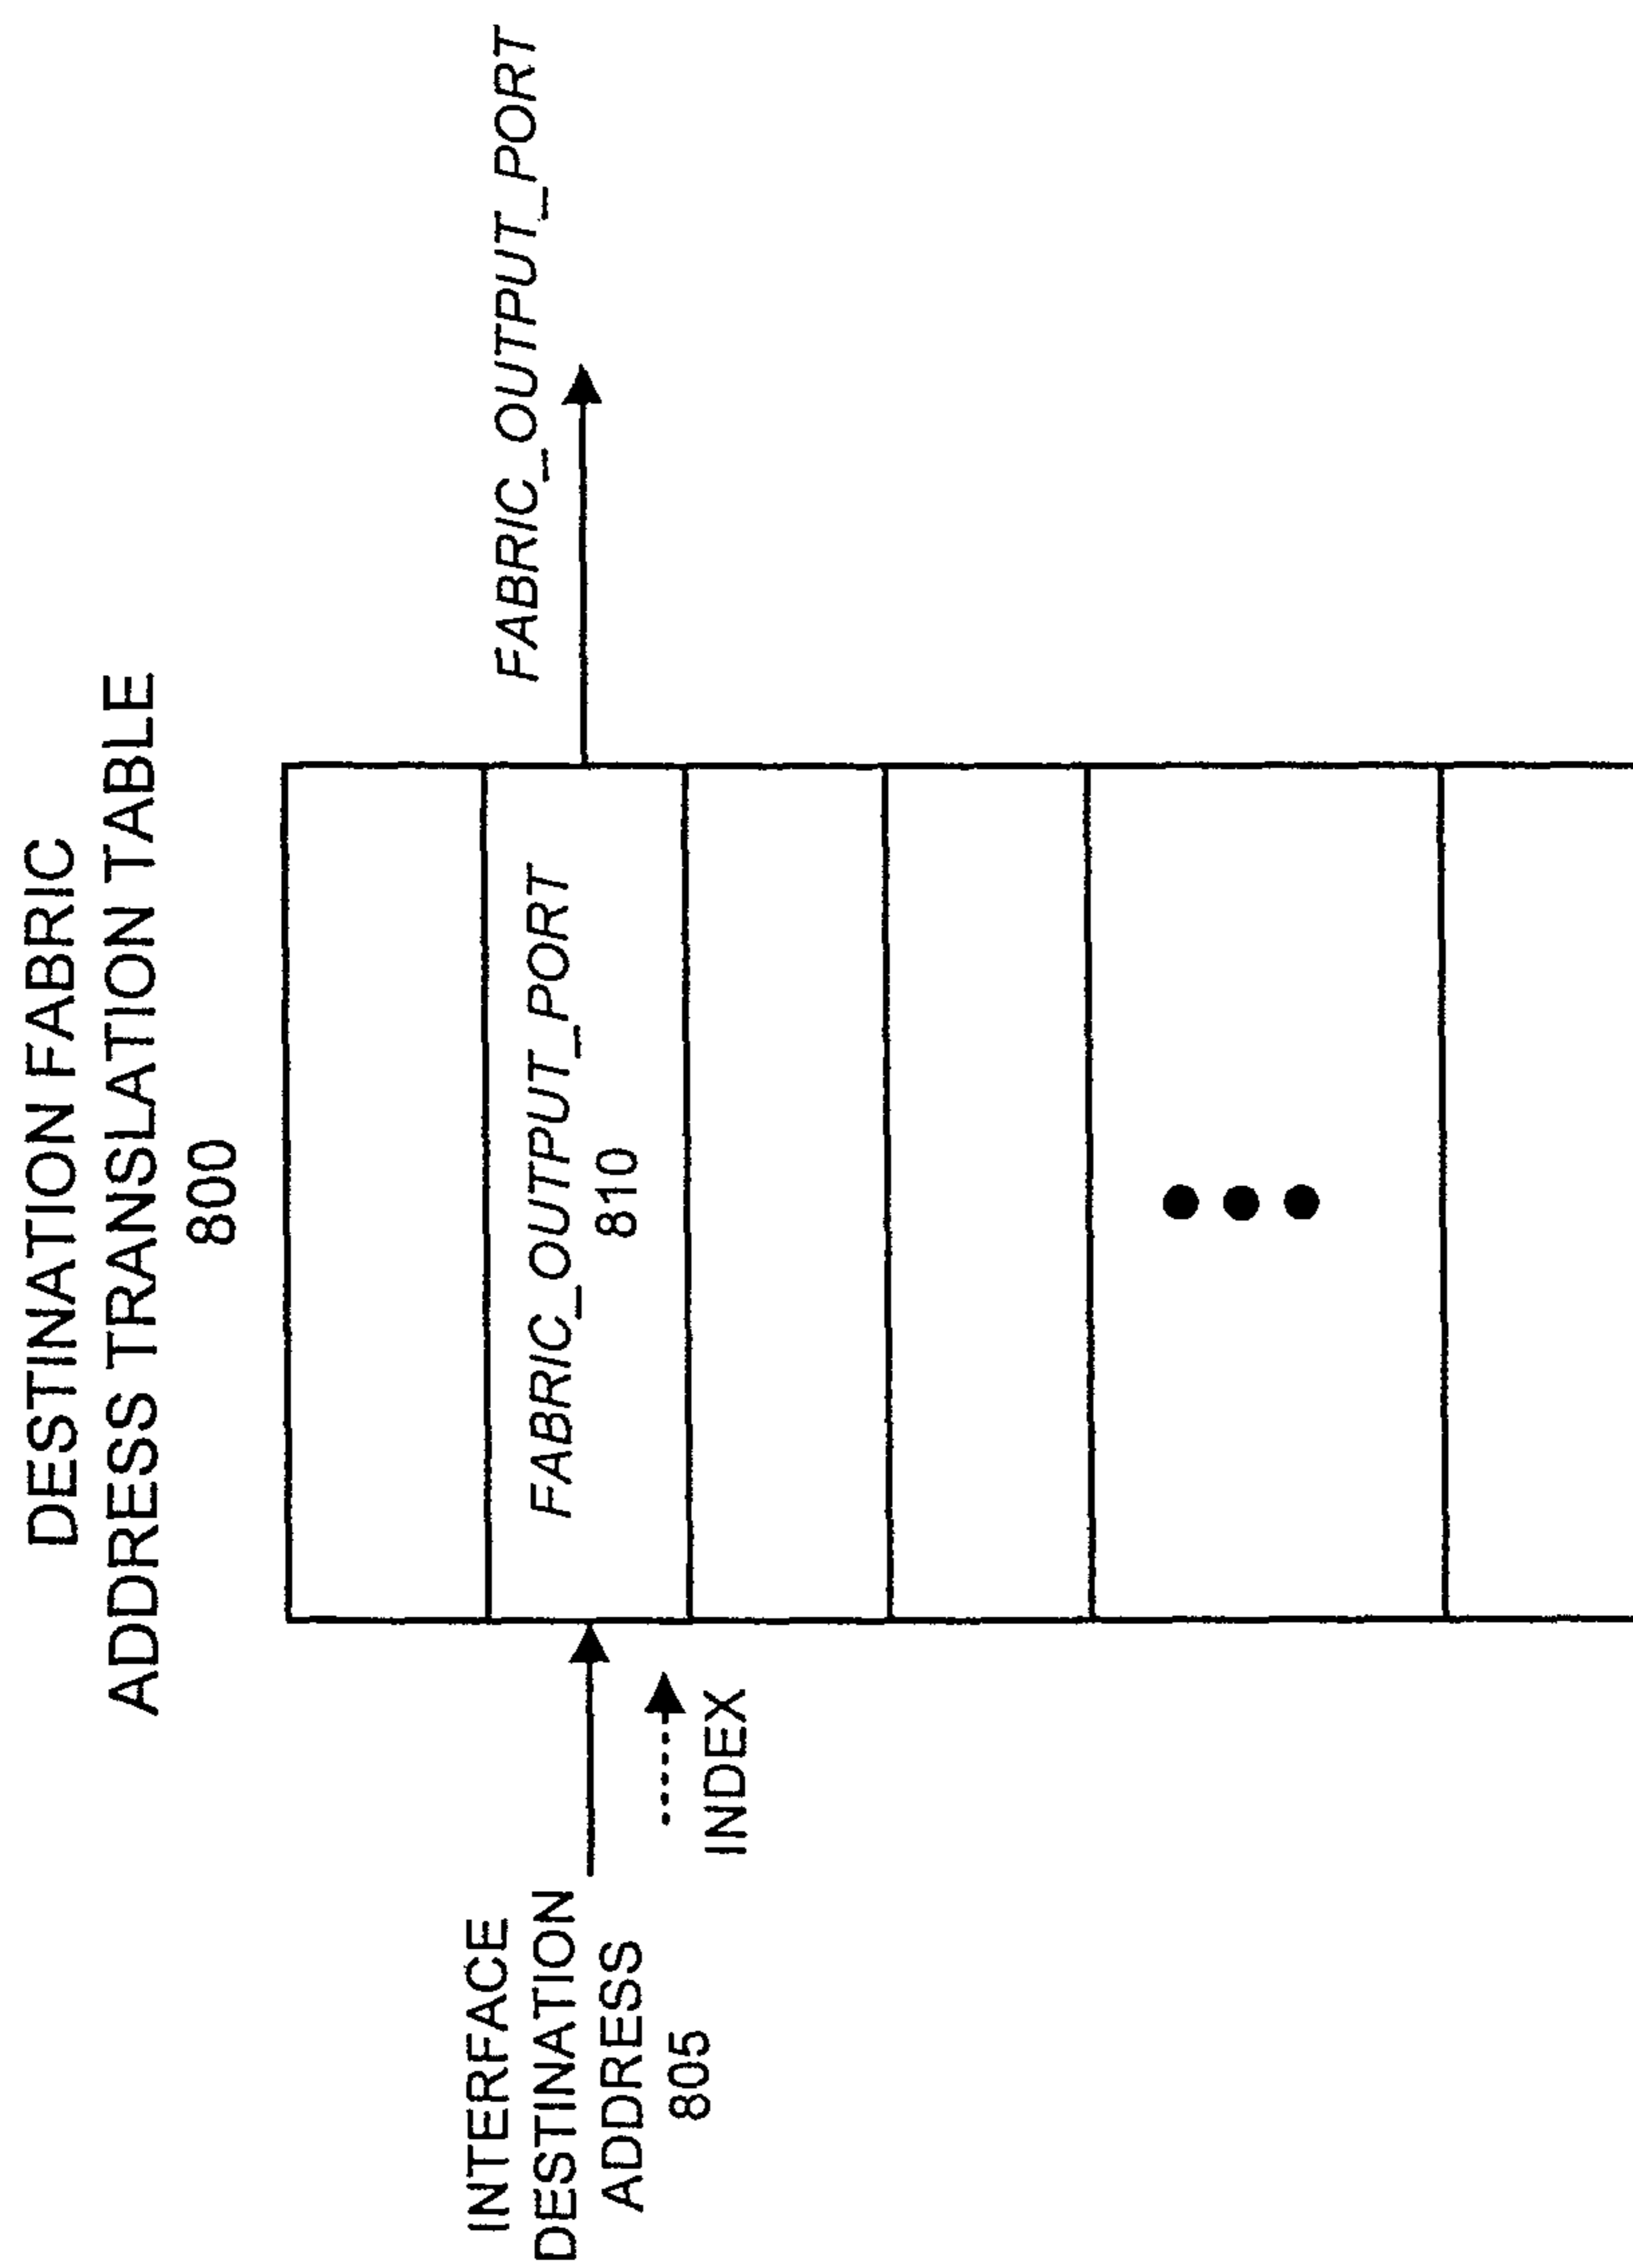 DESTINATION FABRIC
ADDRESS TRANSLATION TABLE
800
INTERFACE
DESTINATION
ADDRESS
805
INDEX
FABRIC_OUTPUT_PORT
810
FABRIC_OUTPUT_PORT